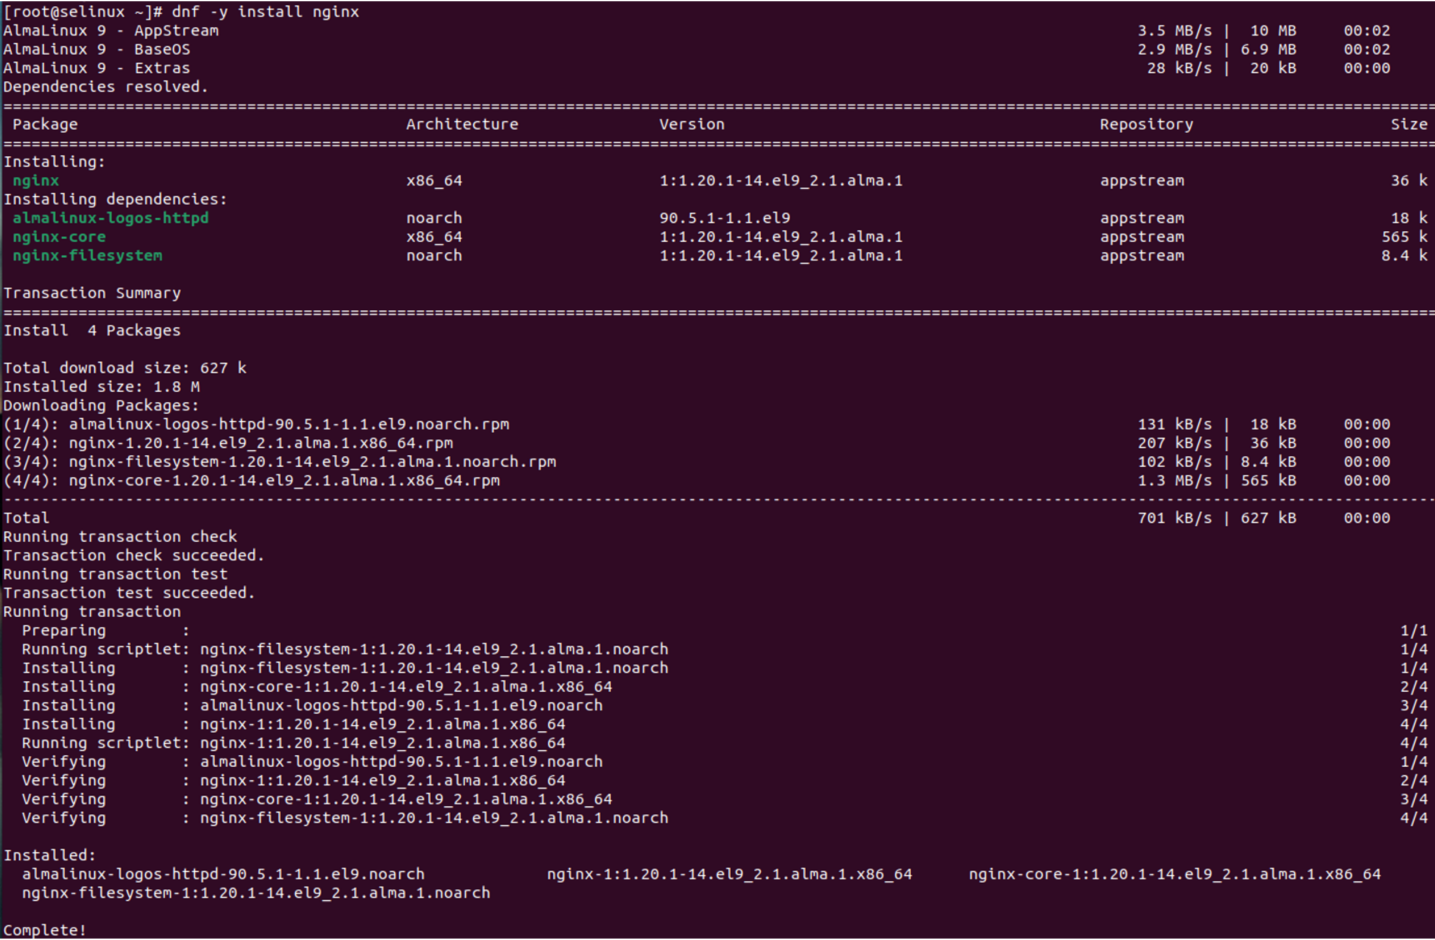 [root@selinux ~]# dnf -y install nginx
AlmaLinux 9 - AppStream 3.5 MB/s | 10 MB 00:02
AlmaLinux 9 - BaseOS 2.9 MB/s | 6.9 MB 00:02
AlmaLinux 9 - Extras 28 kB/s | 20 kB 00:00
Dependencies resolved.
================================================================================
Package Architecture Version Repository Size
================================================================================
Installing:
nginx x86_64 1:1.20.1-14.el9_2.1.alma.1 appstream 36 k
Installing dependencies:
almalinux-logos-httpd noarch 90.5.1-1.1.el9 appstream 18 k
nginx-core x86_64 1:1.20.1-14.el9_2.1.alma.1 appstream 565 k
nginx-filesystem noarch 1:1.20.1-14.el9_2.1.alma.1 appstream 8.4 k
Transaction Summary
================================================================================
Install 4 Packages
Total download size: 627 k
Installed size: 1.8 M
Downloading Packages:
(1/4): almalinux-logos-httpd-90.5.1-1.1.el9.noarch.rpm 131 kB/s | 18 kB 00:00
(2/4): nginx-1.20.1-14.el9_2.1.alma.1.x86_64.rpm 207 kB/s | 36 kB 00:00
(3/4): nginx-filesystem-1.20.1-14.el9_2.1.alma.1.noarch.rpm 102 kB/s | 8.4 kB 00:00
(4/4): nginx-core-1.20.1-14.el9_2.1.alma.1.x86_64.rpm 1.3 MB/s | 565 kB 00:00
--------------------------------------------------------------------------------
Total 701 kB/s | 627 kB 00:00
Running transaction check
Transaction check succeeded.
Running transaction test
Transaction test succeeded.
Running transaction
Preparing : 1/1
Running scriptlet: nginx-filesystem-1:1.20.1-14.el9_2.1.alma.1.noarch 1/4
Installing : nginx-filesystem-1:1.20.1-14.el9_2.1.alma.1.noarch 1/4
Installing : nginx-core-1:1.20.1-14.el9_2.1.alma.1.x86_64 2/4
Installing : almalinux-logos-httpd-90.5.1-1.1.el9.noarch 3/4
Installing : nginx-1:1.20.1-14.el9_2.1.alma.1.x86_64 4/4
Running scriptlet: nginx-1:1.20.1-14.el9_2.1.alma.1.x86_64 4/4
Verifying : almalinux-logos-httpd-90.5.1-1.1.el9.noarch 1/4
Verifying : nginx-1:1.20.1-14.el9_2.1.alma.1.x86_64 2/4
Verifying : nginx-core-1:1.20.1-14.el9_2.1.alma.1.x86_64 3/4
Verifying : nginx-filesystem-1:1.20.1-14.el9_2.1.alma.1.noarch 4/4
Installed:
almalinux-logos-httpd-90.5.1-1.1.el9.noarch nginx-1:1.20.1-14.el9_2.1.alma.1.x86_64 nginx-core-1:1.20.1-14.el9_2.1.alma.1.x86_64
nginx-filesystem-1:1.20.1-14.el9_2.1.alma.1.noarch
Complete!